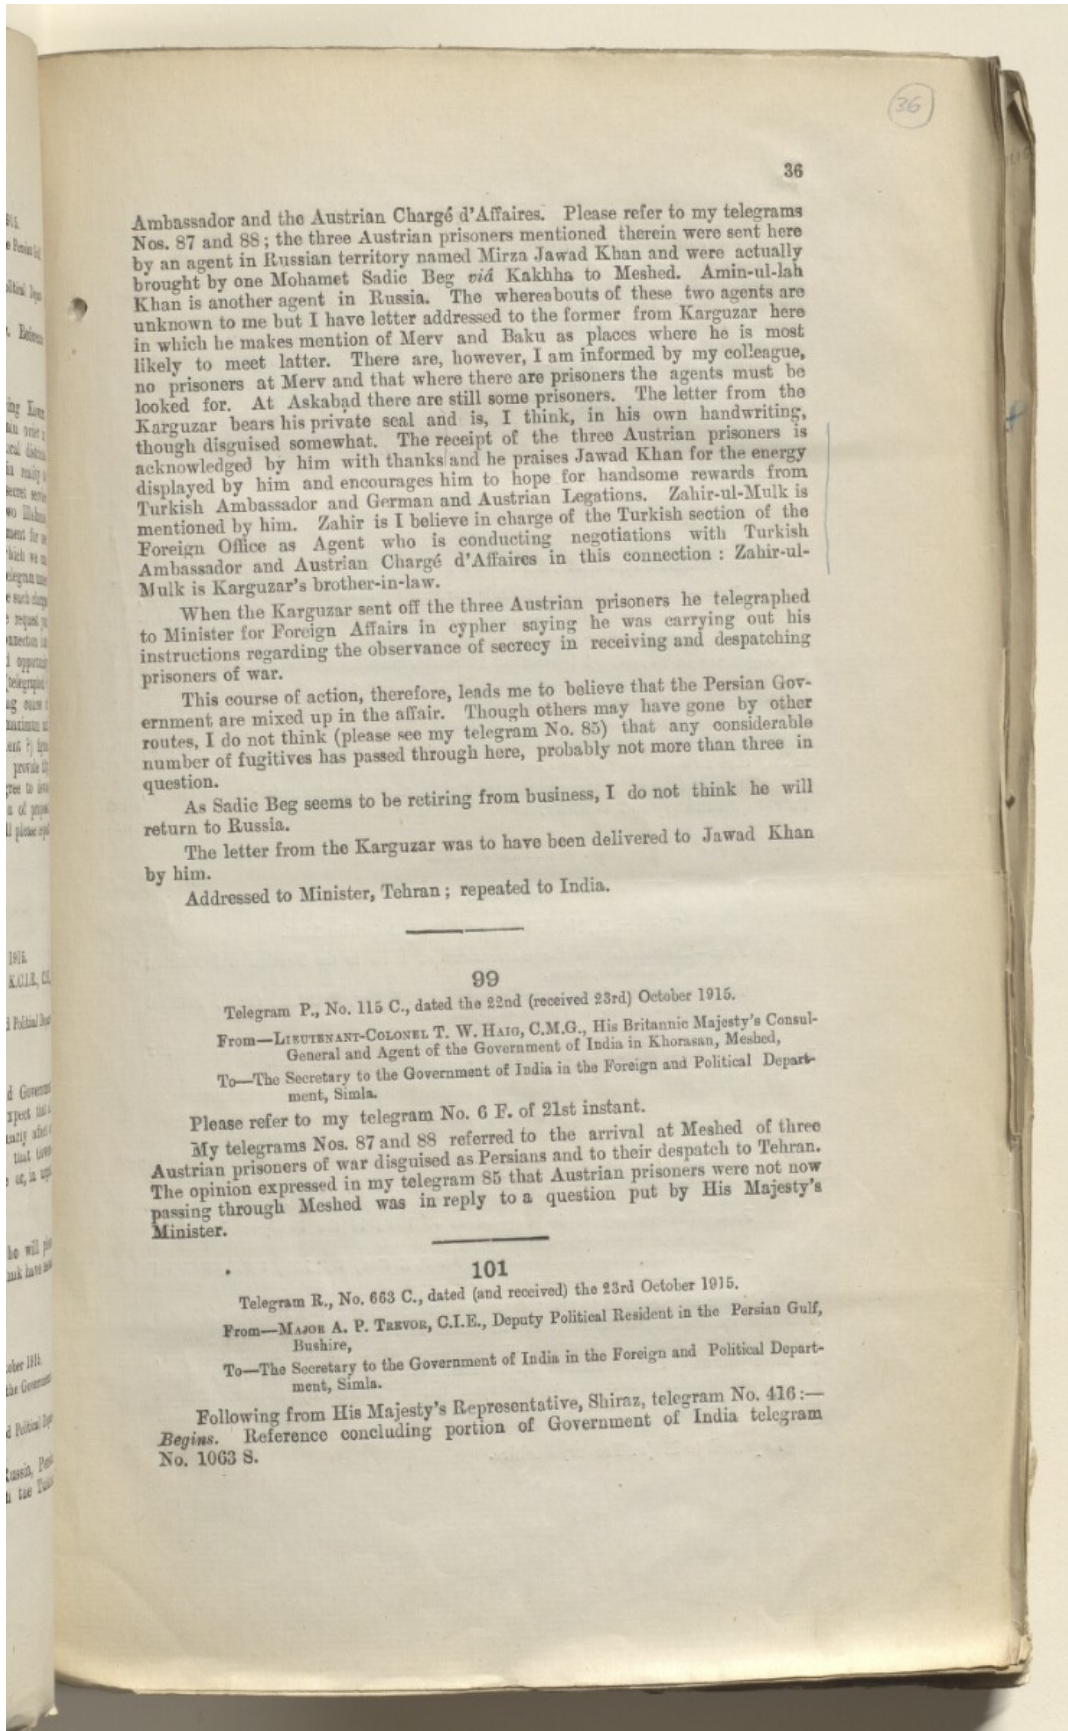 36
36
Ambassador and the Austrian Chargé d'Affaires. Please refer to my telegrams
Nos. 87 and 88; the three Austrian prisoners mentioned therein were sent here
by an agent in Russian territory named Mirza Jawad Khan and were actually
brought by one Mohamet Sadic Beg viá Kakhha to Meshed. Amin-ul-lah
Khan is another agent in Russia. The whereabouts of these two agents are
unknown to me but I have letter addressed to the former from Karguzar here
in which he makes mention of Merv and Baku as places where he is most
likely to meet latter. There are, however, I am informed by my colleague,
no prisoners at Merv and that where there are prisoners the agents must be
looked for. At Askabad there are still some prisoners. The letter from the
Karguzar bears his private seal and is, I think, in his own handwriting,
though disguised somewhat. The receipt of the three Austrian prisoners is
acknowledged by him with thanks and he praises Jawad Khan for the energy
displayed by him and encourages him to hope for handsome rewards from
Turkish Ambassador and German and Austrian Legations. Zahir-ul-Mulk is
mentioned by him. Zahir is I believe in charge of the Turkish section of the
Foreign Office as Agent who is conducting negotiations with Turkish
Ambassador and Austrian Chargé d'Affaires in this connection: Zahir-ul-
Mulk is Karguzar's brother-in-law.
When the Karguzar sent off the three Austrian prisoners he telegraphed
to Minister for Foreign Affairs in cypher saying he was carrying out his
instructions regarding the observance of secrecy in receiving and despatching
prisoners of war.
This course of action, therefore, leads me to believe that the Persian Gov-
ernment are mixed up in the affair. Though others may have gone by other
routes, I do not think (please see my telegram No. 85) that any considerable
number of fugitives has passed through here, probably not more than three in
question.
As Sadic Beg seems to be retiring from business, I do not think he will
return to Russia.
The letter from the Karguzar was to have been delivered to Jawad Khan
by him.
Addressed to Minister, Tehran; repeated to India.
99
Telegram P., No. 115 C., dated the 22nd (received 23rd) October 1915.
From—LIEUTENANT-COLONEL T. W. HAIG, C.M.G., His Britannic Majesty's Consul-
General and Agent of the Government of India in Khorasan, Meshed,
To—The Secretary to the Government of India in the Foreign and Political Depart-
ment, Simla.
Please refer to my telegram No. 6 F. of 21st instant.
My telegrams Nos. 87 and 88 referred to the arrival at Meshed of three
Austrian prisoners of war disguised as Persians and to their despatch to Tehran.
The opinion expressed in my telegram 85 that Austrian prisoners were not now
passing through Meshed was in reply to a question put by His Majesty's
Minister.
101
Telegram R., No. 663 C., dated (and received) the 23rd October 1915.
From—MAJOR A. P. TREVOR, C.I.E., Deputy Political Resident in the Persian Gulf,
Bushire,
To—The Secretary to the Government of India in the Foreign and Political Depart-
ment, Simla.
Following from His Majesty's Representative, Shiraz, telegram No. 416:—
Begins. Reference concluding portion of Government of India telegram
No. 1063 S.